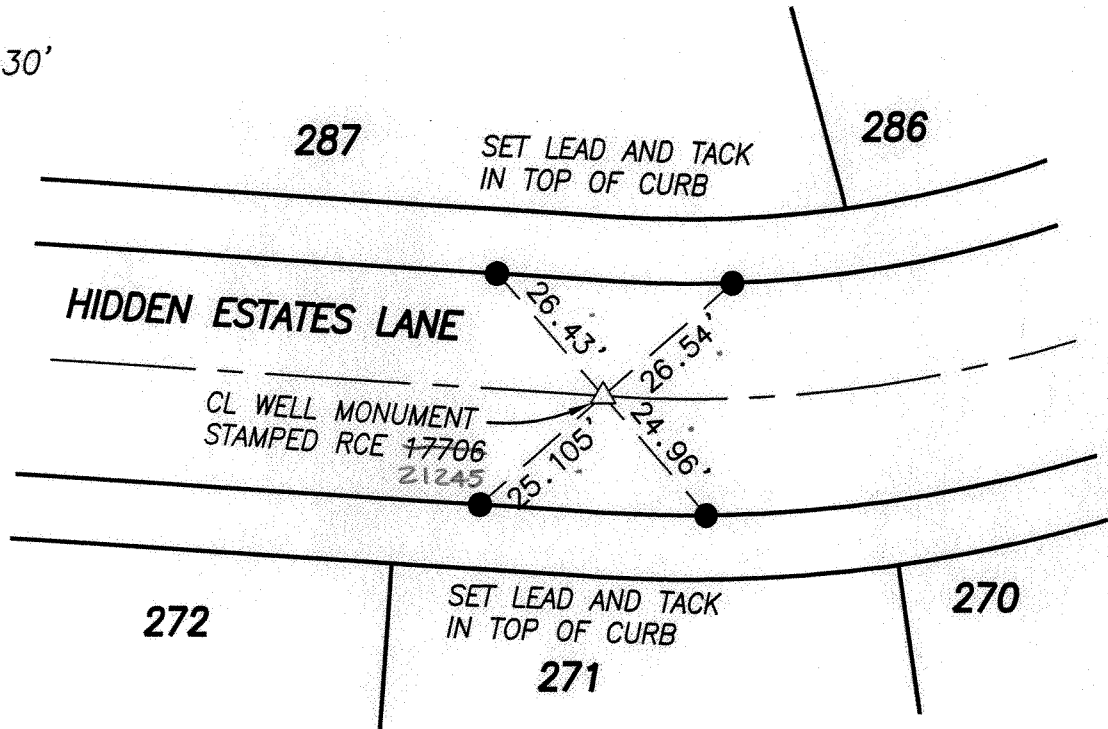 30'
287
SET LEAD AND TACK
IN TOP OF CURB
286
HIDDEN ESTATES LANE
26.43'
26.54'
CL WELL MONUMENT
STAMPED RCE 17706
21245
25.105'
24.96'
SET LEAD AND TACK
IN TOP OF CURB
272
271
270